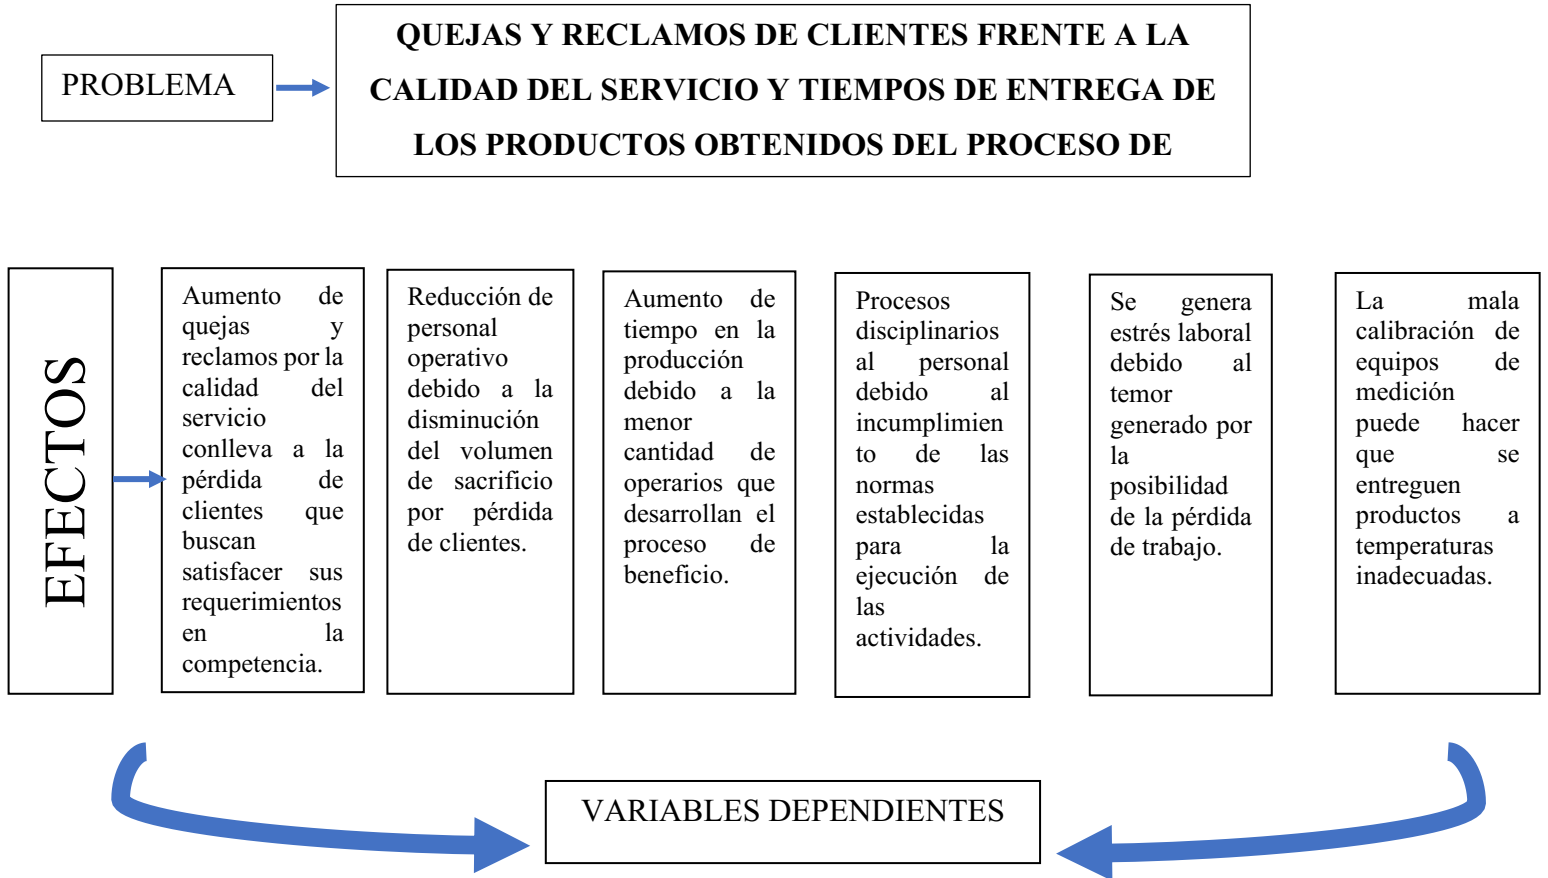 PROBLEMA
QUEJAS Y RECLAMOS DE CLIENTES FRENTE A LA
CALIDAD DEL SERVICIO Y TIEMPOS DE ENTREGA DE
LOS PRODUCTOS OBTENIDOS DEL PROCESO DE
EFECTOS
Aumento de
quejas y
reclamos por la
calidad del
servicio
conlleva a la
pérdida de
clientes que
buscan
satisfacer sus
requerimientos
en la
competencia.
Reducción de
personal
operativo
debido a la
disminución
del volumen
de sacrificio
por pérdida
de clientes.
Aumento de
tiempo en la
producción
debido a la
menor
cantidad de
operarios que
desarrollan el
proceso de
beneficio.
Procesos
disciplinarios
al personal
debido al
incumplimien
to de las
normas
establecidas
para la
ejecución de
las
actividades.
Se genera
estrés laboral
debido al
temor
generado por
la
posibilidad
de la pérdida
de trabajo.
La mala
calibración de
equipos de
medición
puede hacer
que se
entreguen
productos a
temperaturas
inadecuadas.
VARIABLES DEPENDIENTES